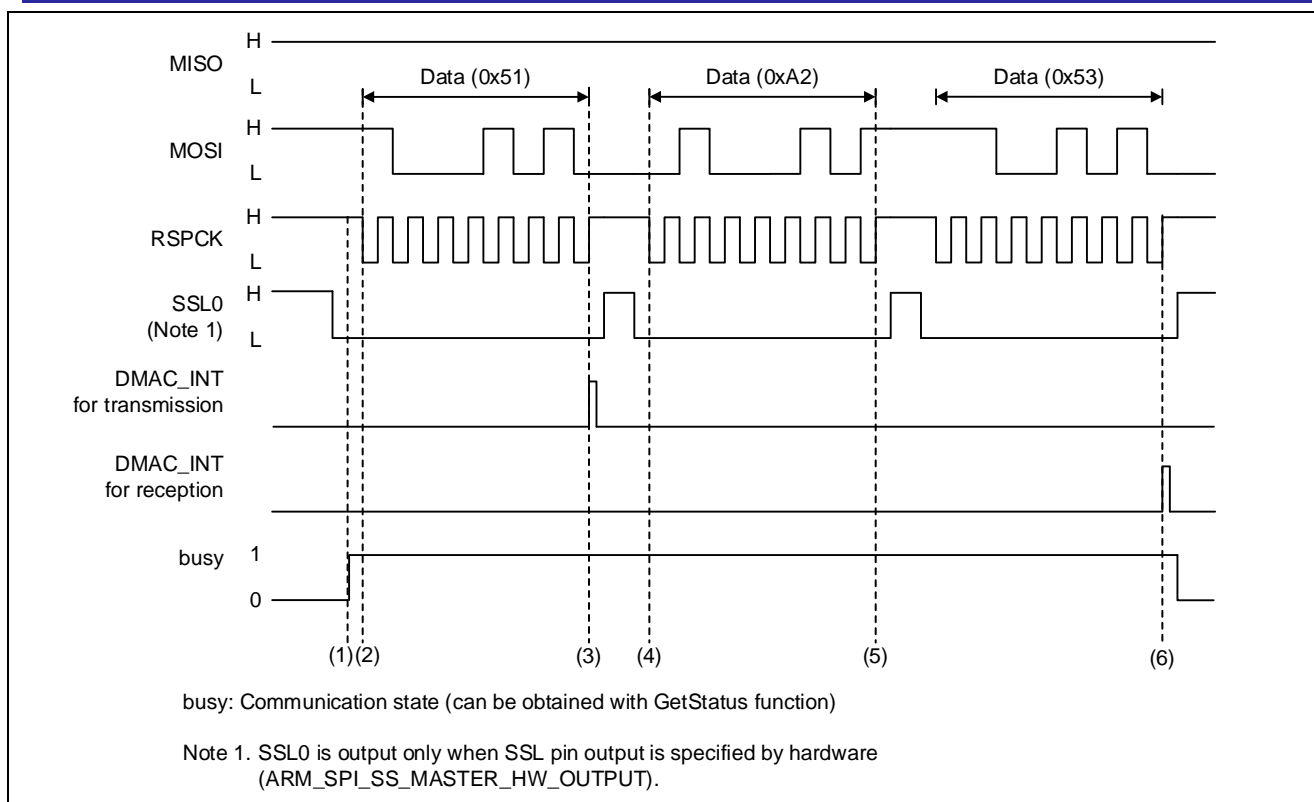 H
MISO
L
Data (0x51)
Data (0xA2)
Data (0x53)
H
MOSI
L
H
RSPCK
L
H
SSL0
(Note 1)
L
DMAC_INT
for transmission
DMAC_INT
for reception
busy
1
0
(1)
(2)
(3)
(4)
(5)
(6)
busy: Communication state (can be obtained with GetStatus function)
Note 1. SSL0 is output only when SSL pin output is specified by hardware
(ARM_SPI_SS_MASTER_HW_OUTPUT).